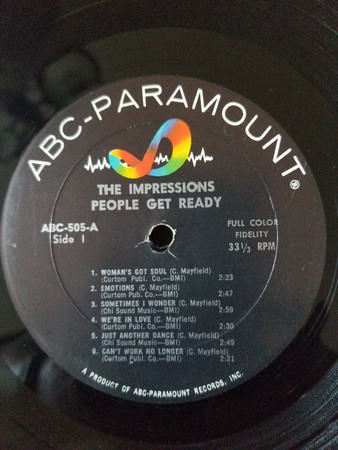 ABC-PARAMOUNT®
THE IMPRESSIONS
PEOPLE GET READY
ABC-505-A
Side 1
FULL COLOR
FIDELITY
33 1/3 RPM
1. WOMAN'S GOT SOUL (C. Mayfield)
(Curtom Publ. Co.—BMI) 2:23
2. EMOTIONS (C. Mayfield)
(Curtom Pub. Co.—BMI) 2:47
3. SOMETIMES I WONDER (C. Mayfield)
(Chi Sound Music—BMI) 2:59
4. WE'RE IN LOVE (C. Mayfield)
(Curtom Publ. Co.—BMI) 2:30
5. JUST ANOTHER DANCE (C. Mayfield)
(Chi Sound Music—BMI) 2:49
6. CAN'T WORK NO LONGER (C. Mayfield)
(Curtom Publ. Co.—BMI) 2:21
A PRODUCT OF ABC-PARAMOUNT RECORDS, INC.